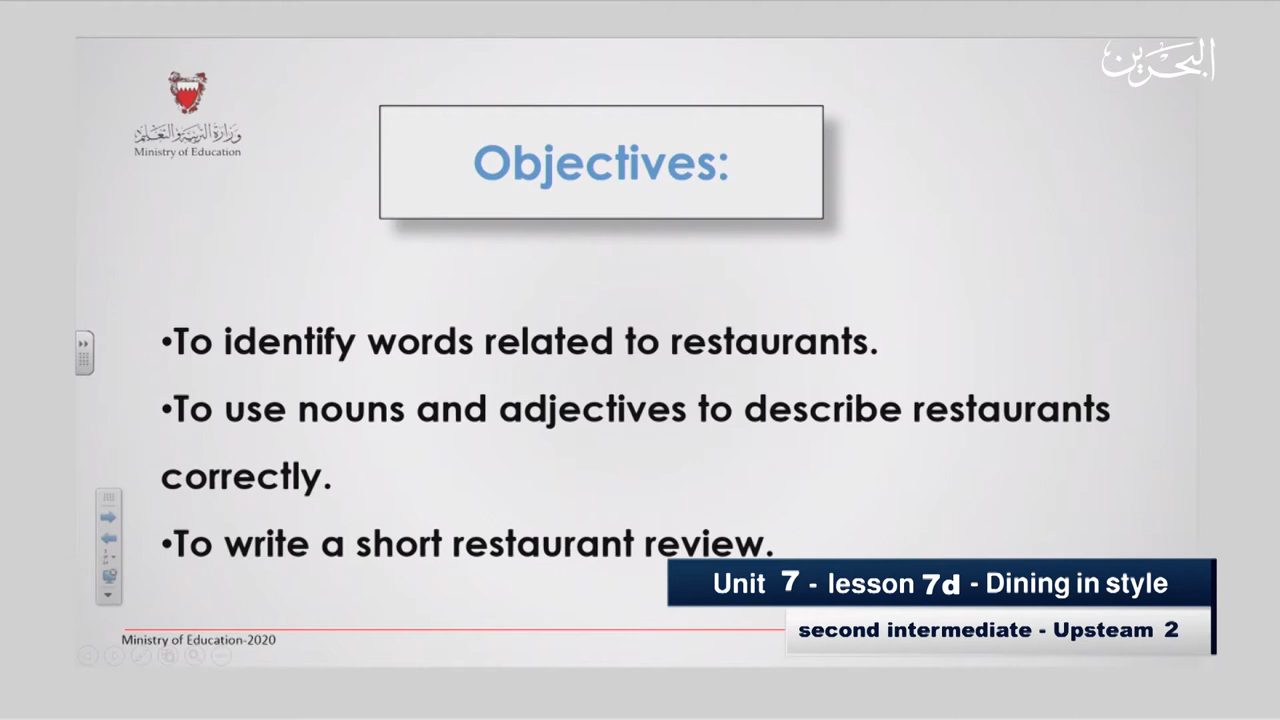 البحرين
وزارة التربية والتعليم
Ministry of Education
Objectives:
•To identify words related to restaurants.
•To use nouns and adjectives to describe restaurants
correctly.
•To write a short restaurant review.
Unit 7 - lesson 7d - Dining in style
second intermediate - Upsteam 2
Ministry of Education-2020